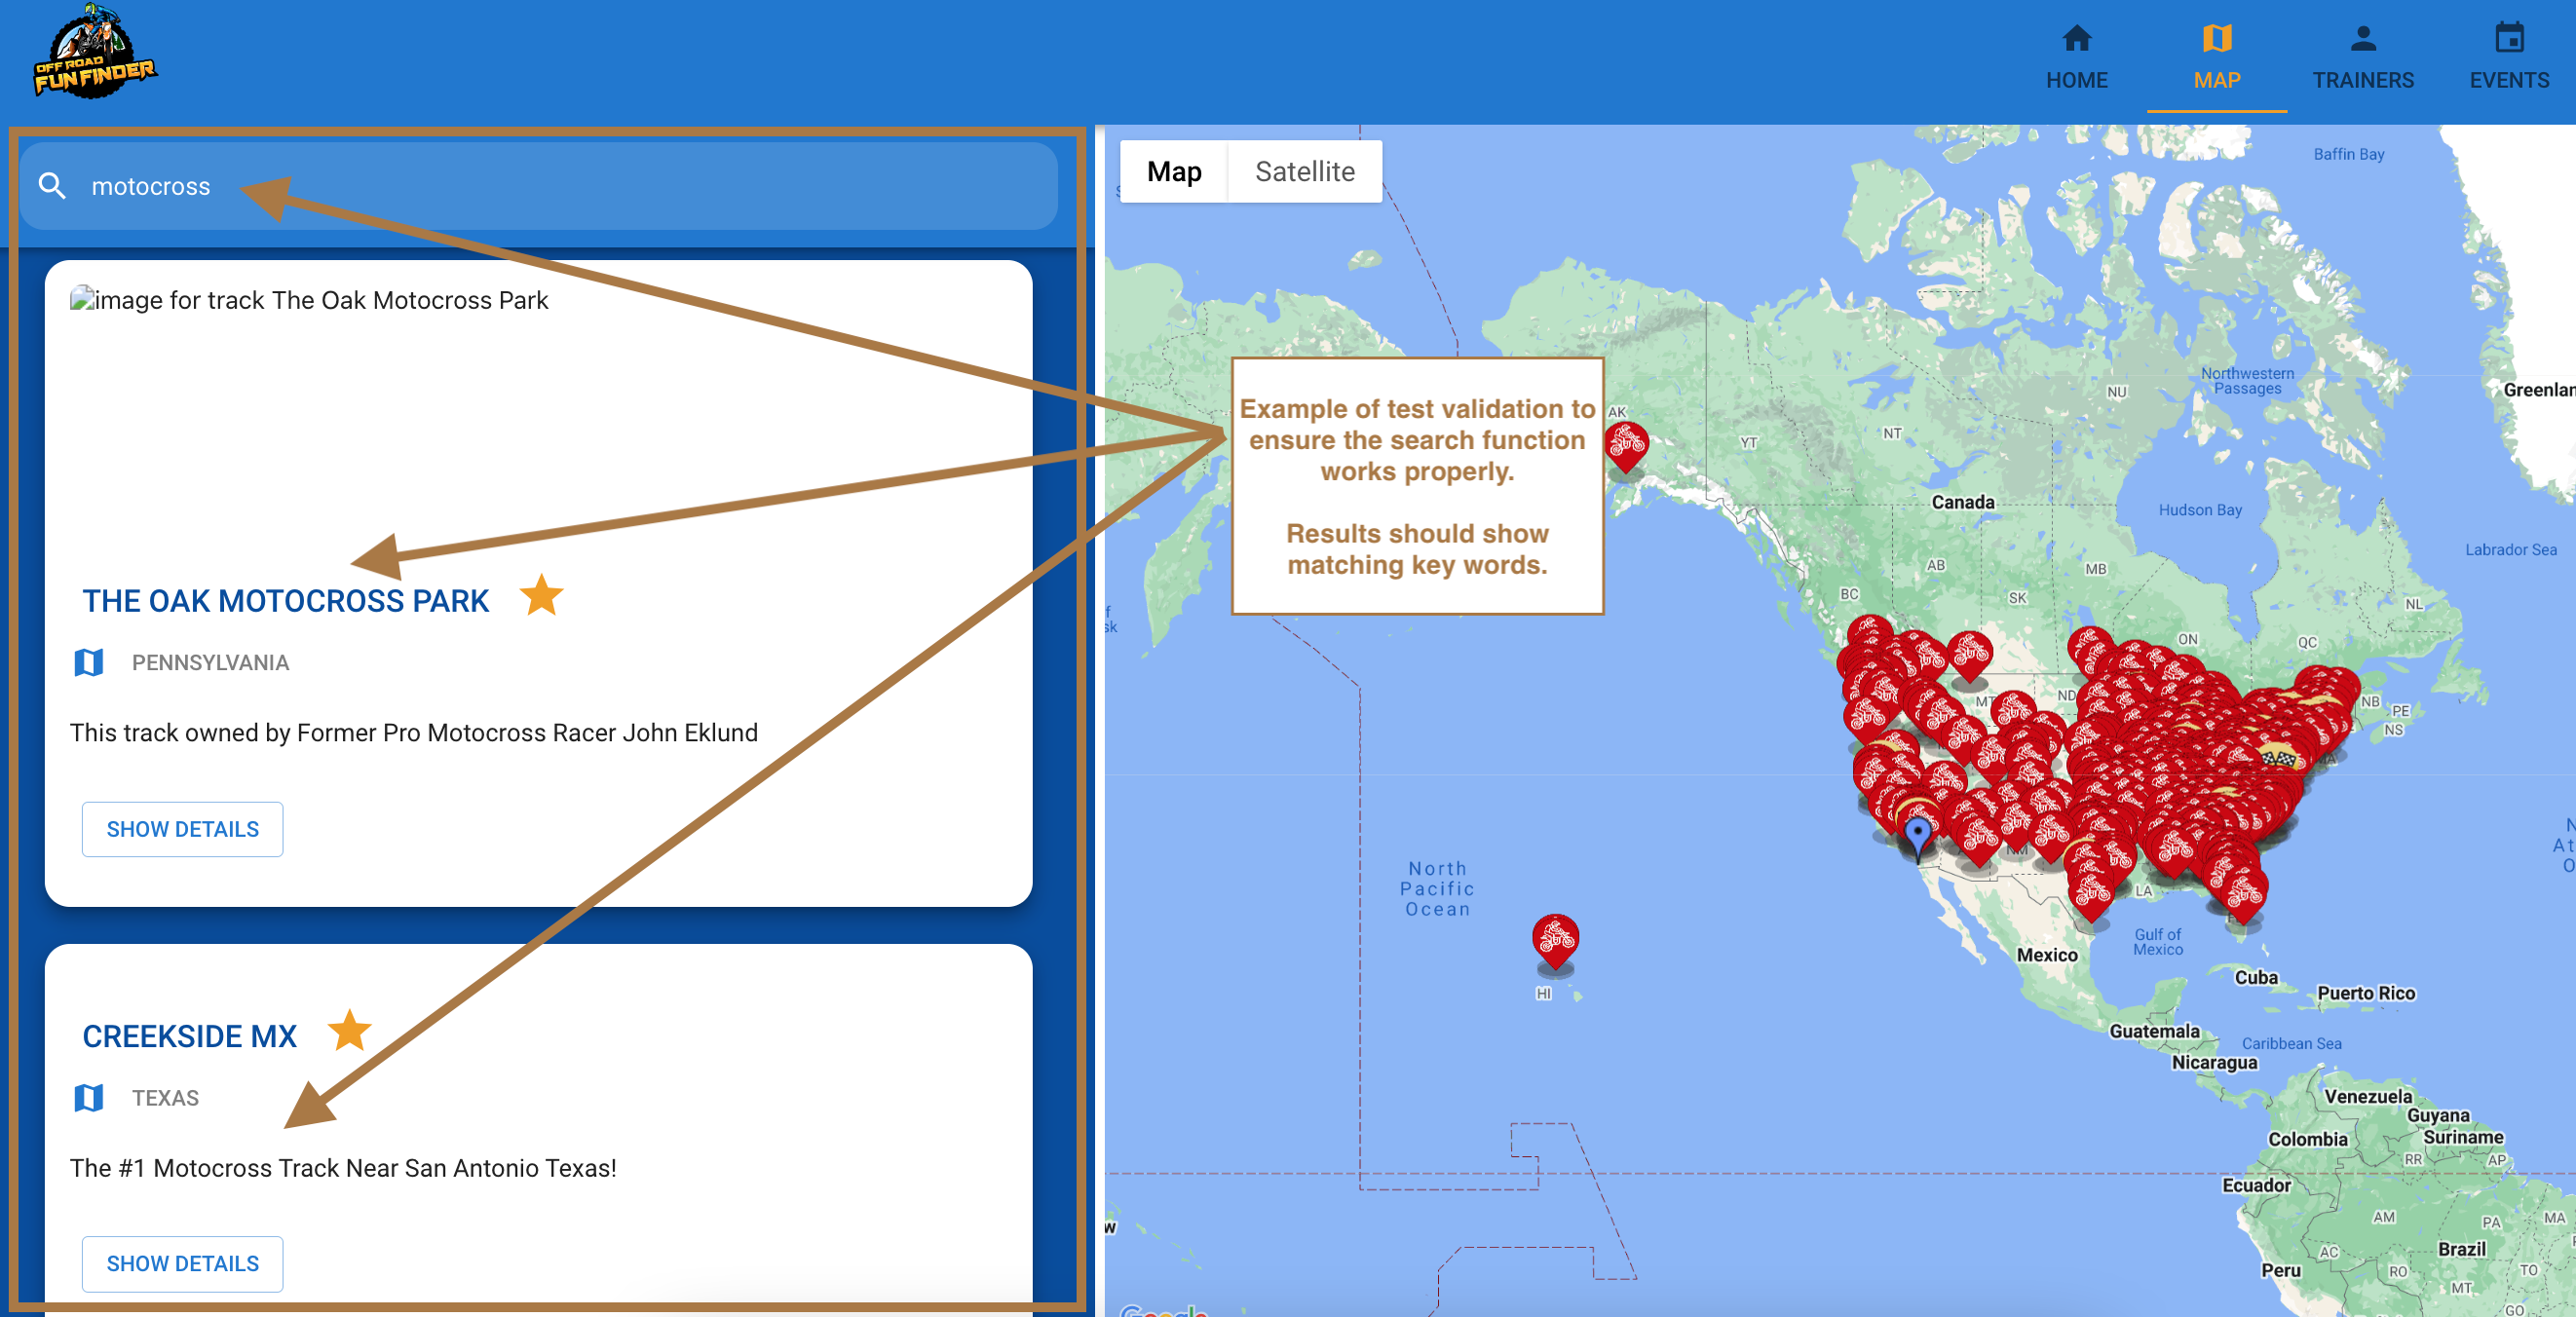 OFF ROAD
FUN FINDER
HOME
MAP
TRAINERS
EVENTS
motocross
image for track The Oak Motocross Park
THE OAK MOTOCROSS PARK
PENNSYLVANIA
This track owned by Former Pro Motocross Racer John Eklund
SHOW DETAILS
CREEKSIDE MX
TEXAS
The #1 Motocross Track Near San Antonio Texas!
SHOW DETAILS
Map
Satellite
Example of test validation to
ensure the search function
works properly.
Results should show
matching key words.
Baffin Bay
Northwestern
Passages
Greenlan
NU
AK
YT
NT
Canada
Hudson Bay
Labrador Sea
AB
MB
BC
SK
NL
ON
QC
MT
ND
NB
PE
NS
NM
LA
North
Pacific
Ocean
HI
Gulf of
Mexico
Mexico
Cuba
Puerto Rico
Guatemala
Caribbean Sea
Nicaragua
Venezuela
Guyana
Suriname
Colombia
RR
AP
Ecuador
AM
PA
MA
Brazil
AC
TO
Peru
RO
MT
GO
Google